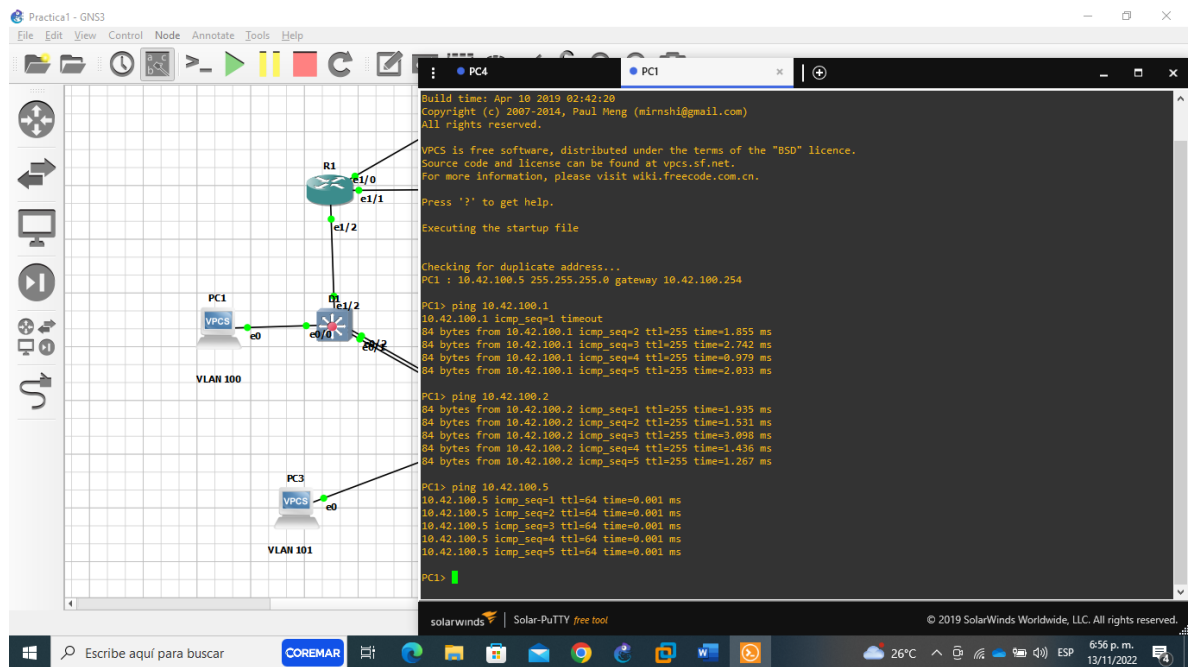 Practica1 - GNS3
File Edit View Control Node Annotate Tools Help
PC4
PC1
Build time: Apr 10 2019 02:42:20
Copyright (c) 2007-2014, Paul Meng (mirnshi@gmail.com)
All rights reserved.
VPCS is free software, distributed under the terms of the "BSD" licence.
Source code and license can be found at vpcs.sf.net.
For more information, please visit wiki.freecode.com.cn.
Press '?' to get help.
Executing the startup file
Checking for duplicate address...
PC1 : 10.42.100.5 255.255.255.0 gateway 10.42.100.254
PC1> ping 10.42.100.1
10.42.100.1 icmp_seq=1 timeout
84 bytes from 10.42.100.1 icmp_seq=2 ttl=255 time=1.855 ms
84 bytes from 10.42.100.1 icmp_seq=3 ttl=255 time=2.742 ms
84 bytes from 10.42.100.1 icmp_seq=4 ttl=255 time=0.979 ms
84 bytes from 10.42.100.1 icmp_seq=5 ttl=255 time=2.033 ms
PC1> ping 10.42.100.2
84 bytes from 10.42.100.2 icmp_seq=1 ttl=255 time=1.935 ms
84 bytes from 10.42.100.2 icmp_seq=2 ttl=255 time=1.531 ms
84 bytes from 10.42.100.2 icmp_seq=3 ttl=255 time=3.098 ms
84 bytes from 10.42.100.2 icmp_seq=4 ttl=255 time=1.436 ms
84 bytes from 10.42.100.2 icmp_seq=5 ttl=255 time=1.267 ms
PC1> ping 10.42.100.5
10.42.100.5 icmp_seq=1 ttl=64 time=0.001 ms
10.42.100.5 icmp_seq=2 ttl=64 time=0.001 ms
10.42.100.5 icmp_seq=3 ttl=64 time=0.001 ms
10.42.100.5 icmp_seq=4 ttl=64 time=0.001 ms
10.42.100.5 icmp_seq=5 ttl=64 time=0.001 ms
PC1>
R1
e1/0
e1/1
e1/2
PC1
e1/2
VPCS
e0
e0/0
VLAN 100
PC3
VPCS
e0
VLAN 101
solarwinds Solar-PuTTY free tool
© 2019 SolarWinds Worldwide, LLC. All rights reserved.
Escribe aquí para buscar
COREMAR
26°C
ESP
6:56 p. m.
13/11/2022
4